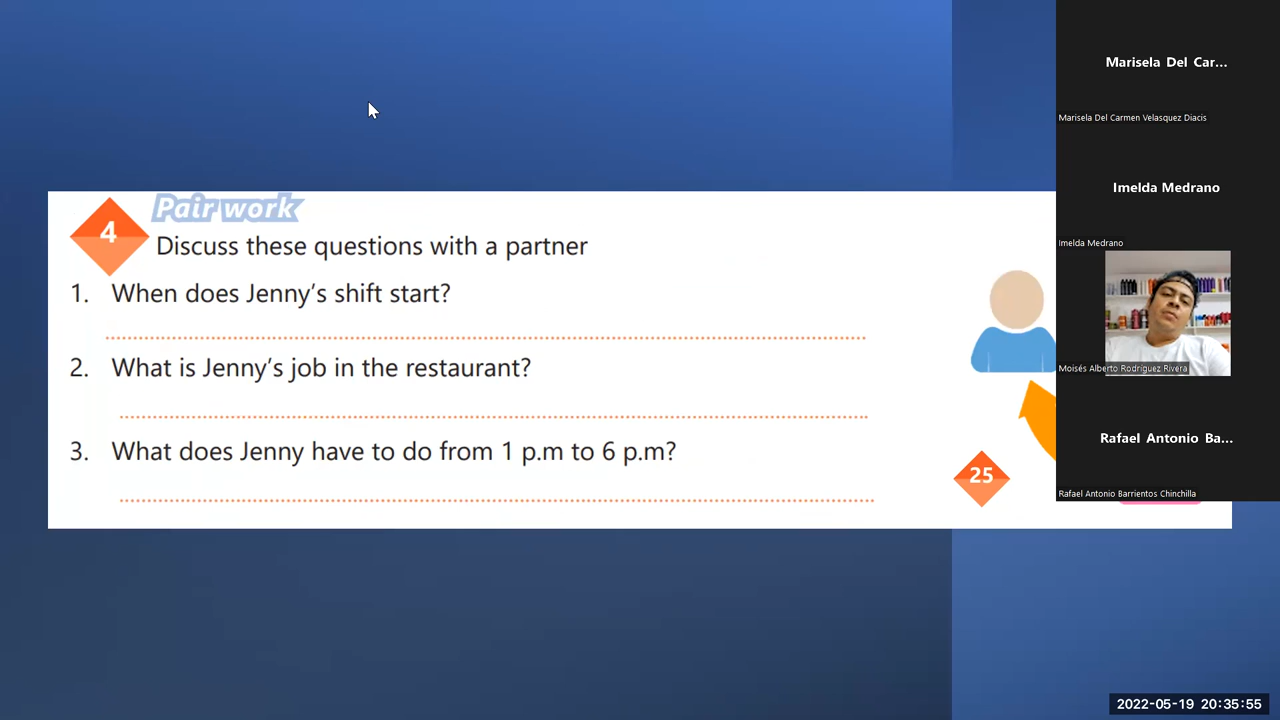 Pair work
4
Discuss these questions with a partner
1. When does Jenny's shift start?
2. What is Jenny's job in the restaurant?
3. What does Jenny have to do from 1 p.m to 6 p.m?
25
Marisela Del Car...
Marisela Del Carmen Velasquez Diacis
Imelda Medrano
Imelda Medrano
Moisés Alberto Rodríguez Rivera
Rafael Antonio Ba...
Rafael Antonio Barrientos Chinchilla
2022-05-19 20:35:55